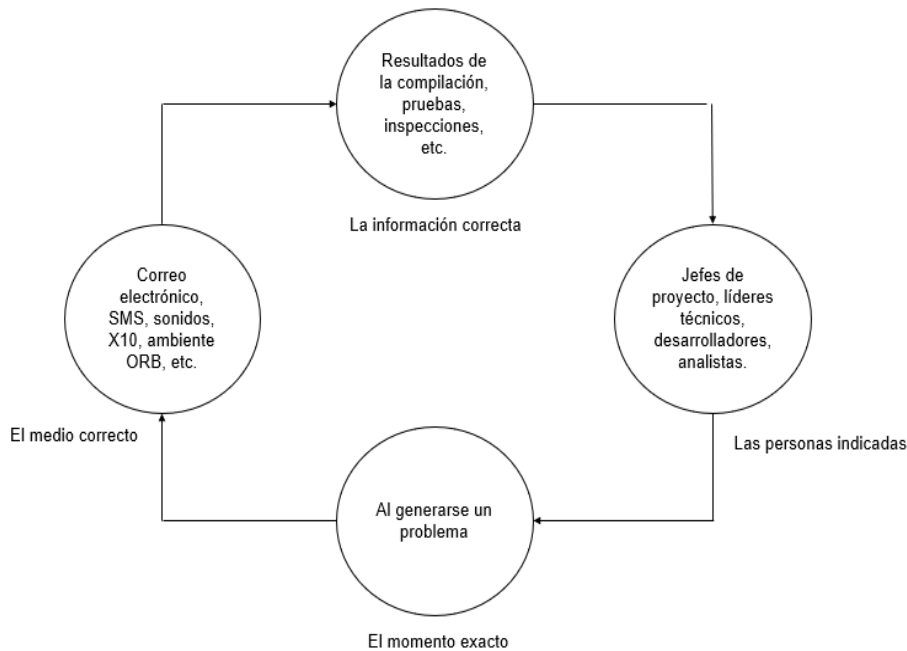 Resultados de
la compilación,
pruebas,
inspecciones,
etc.
La información correcta
Jefes de
proyecto, líderes
técnicos,
desarrolladores,
analistas.
Las personas indicadas
Al generarse un
problema
El momento exacto
Correo
electrónico,
SMS, sonidos,
X10, ambiente
ORB, etc.
El medio correcto